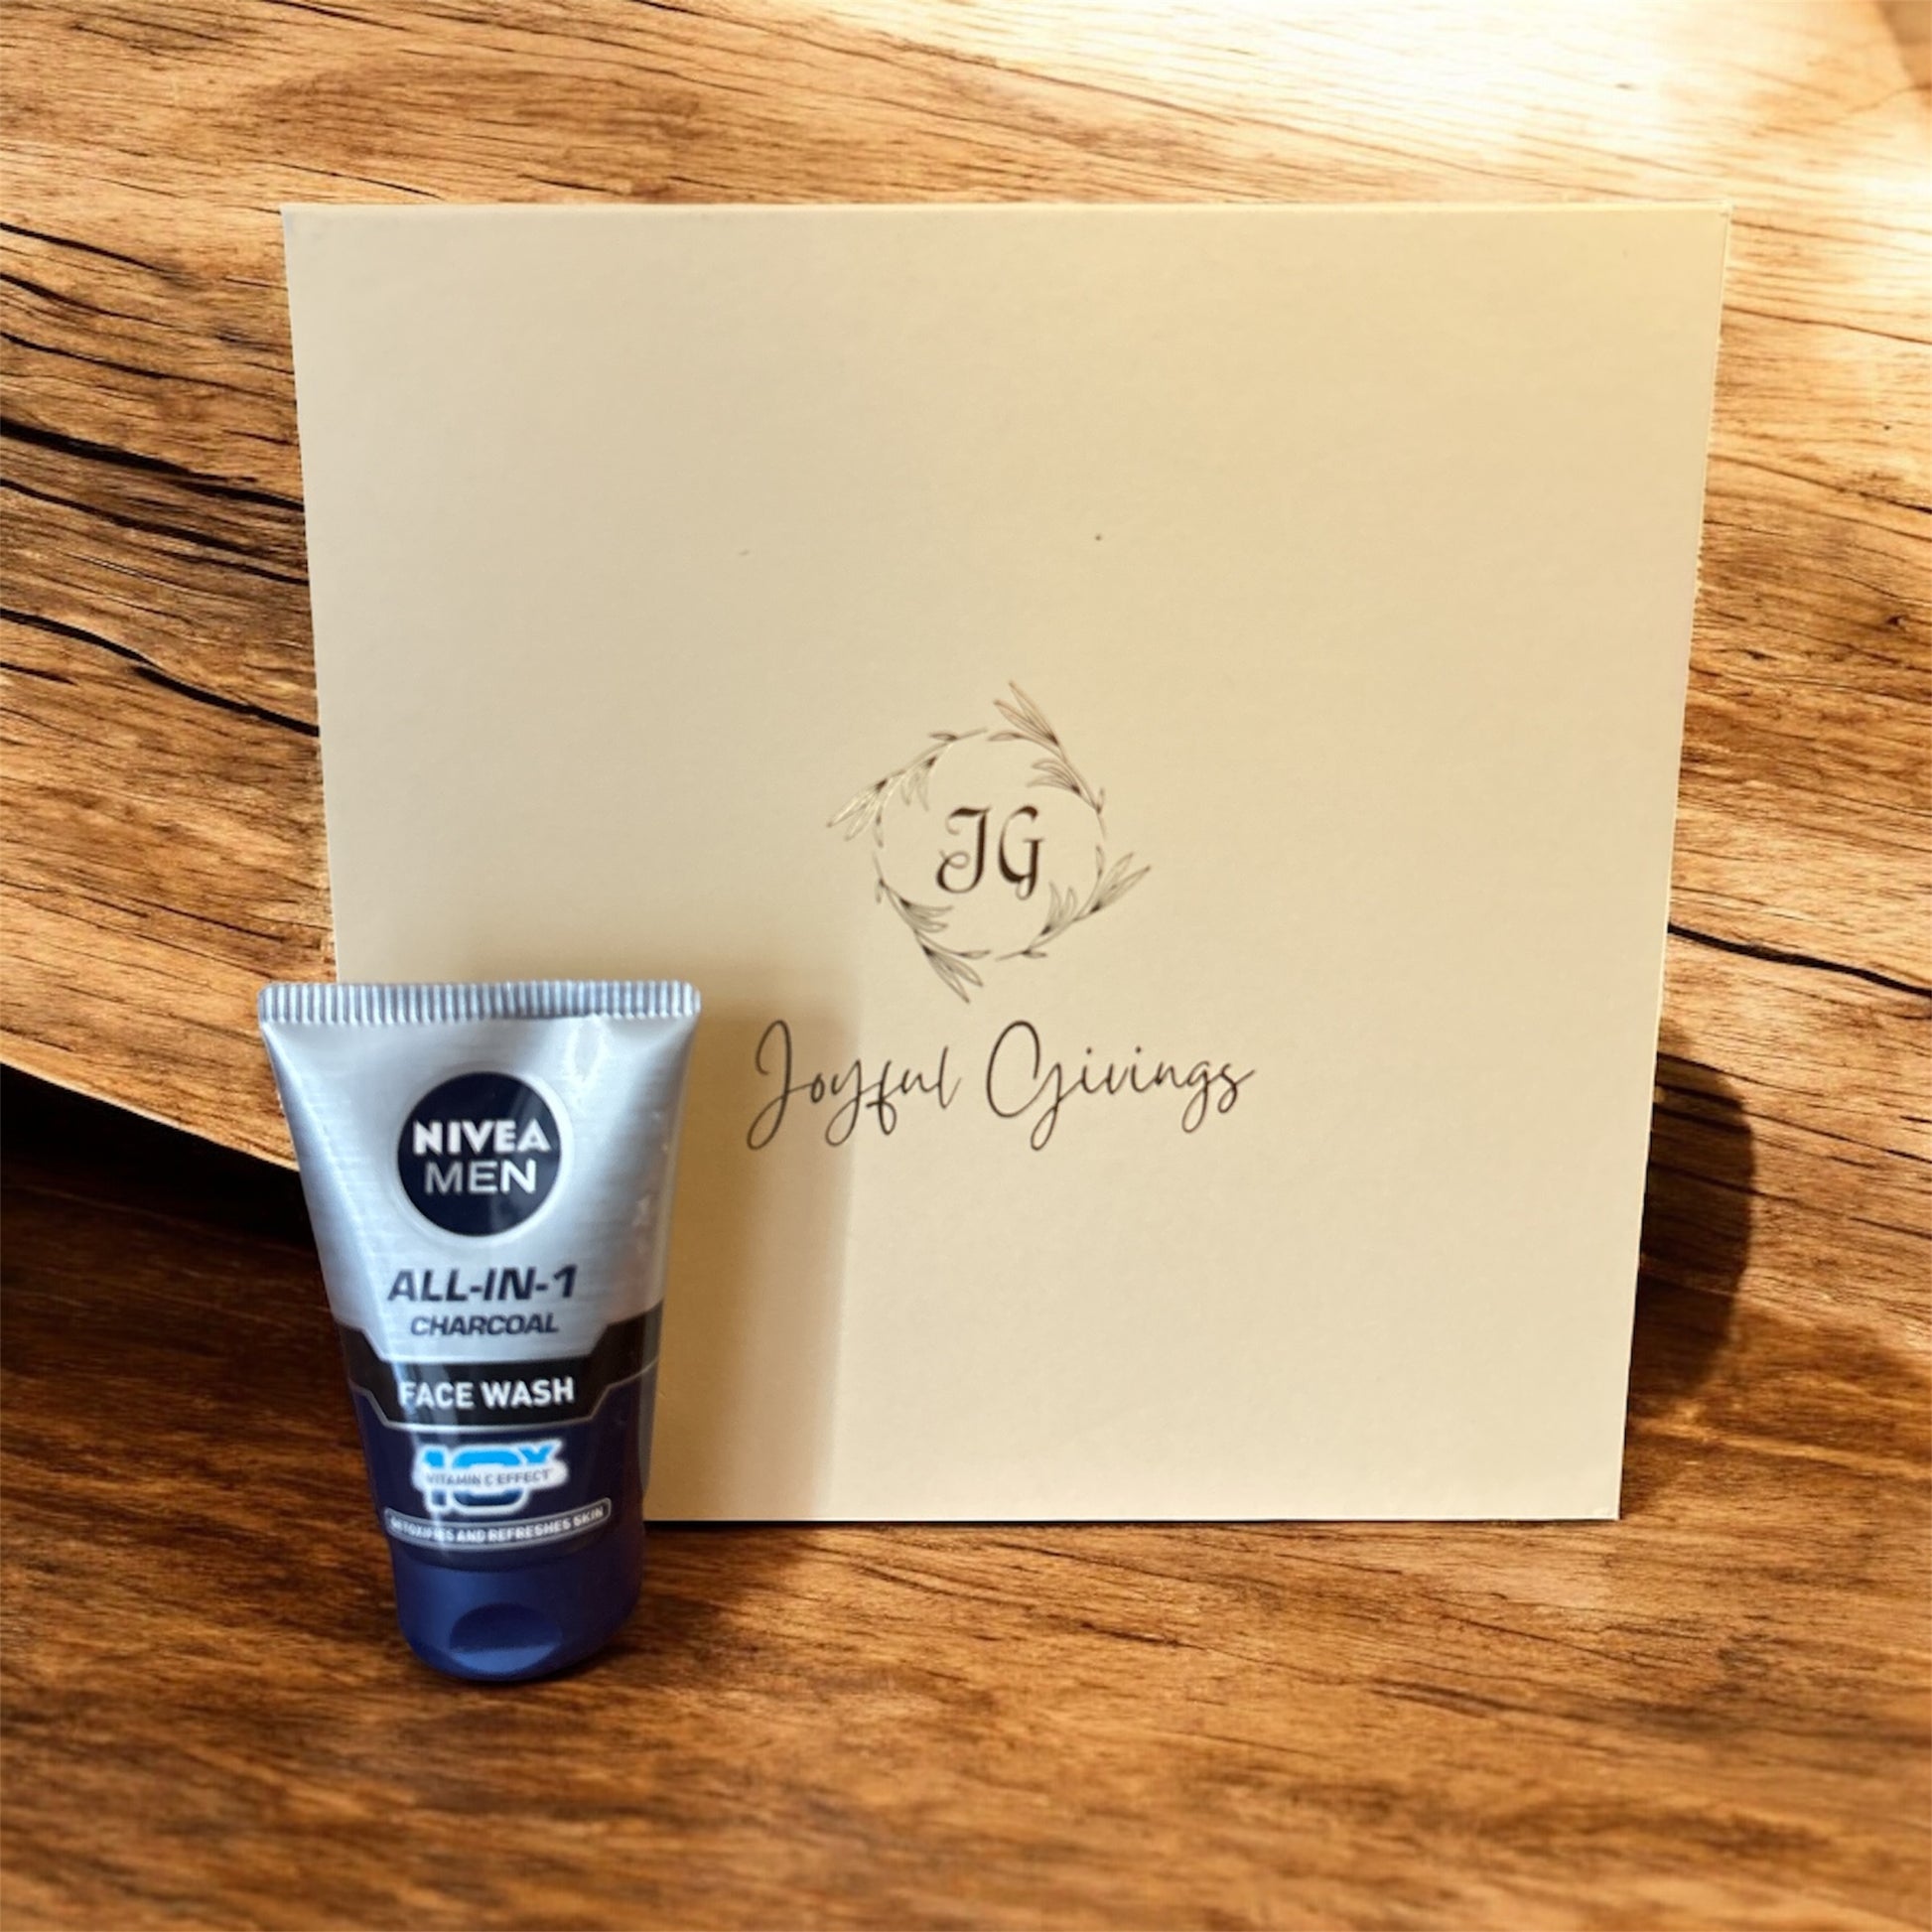 JG
Joyful Givings
NIVEA
MEN
ALL-IN-1
CHARCOAL
FACE WASH
10X
VITAMIN C EFFECT
DETOXIFIES AND REFRESHES SKIN